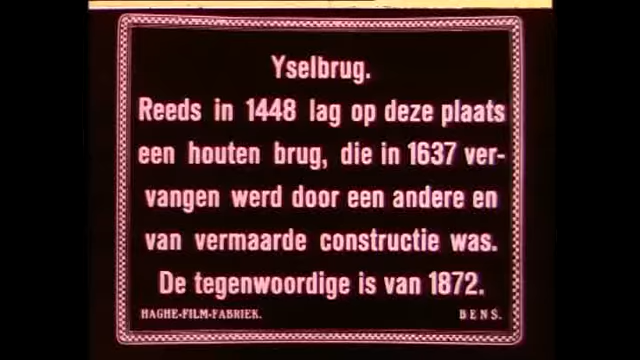 Yselbrug.
Reeds in 1448 lag op deze plaats
een houten brug, die in 1637 ver-
vangen werd door een andere en
van vermaarde constructie was.
De tegenwoordige is van 1872.
HAGHE-FILM-FABRIEK. BENS.